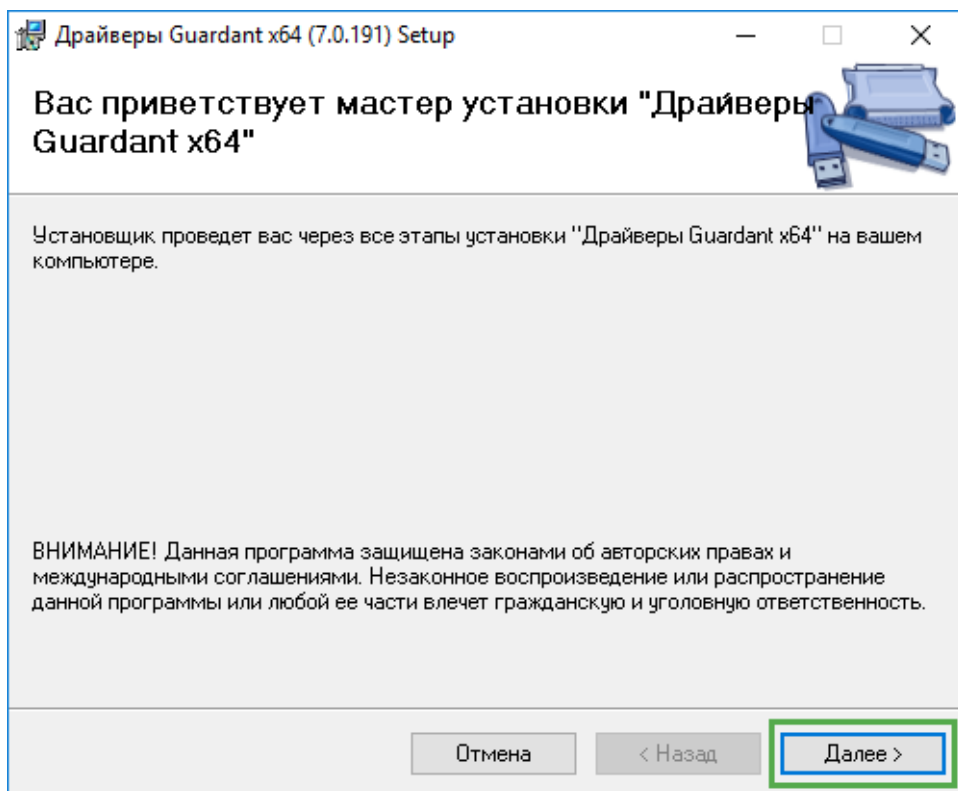 Драйверы Guardant x64 (7.0.191) Setup
Вас приветствует мастер установки "Драйверы
Guardant x64"
Установщик проведет вас через все этапы установки "Драйверы Guardant x64" на вашем
компьютере.
ВНИМАНИЕ! Данная программа защищена законами об авторских правах и
международными соглашениями. Незаконное воспроизведение или распространение
данной программы или любой ее части влечет гражданскую и уголовную ответственность.
Отмена
< Назад
Далее >